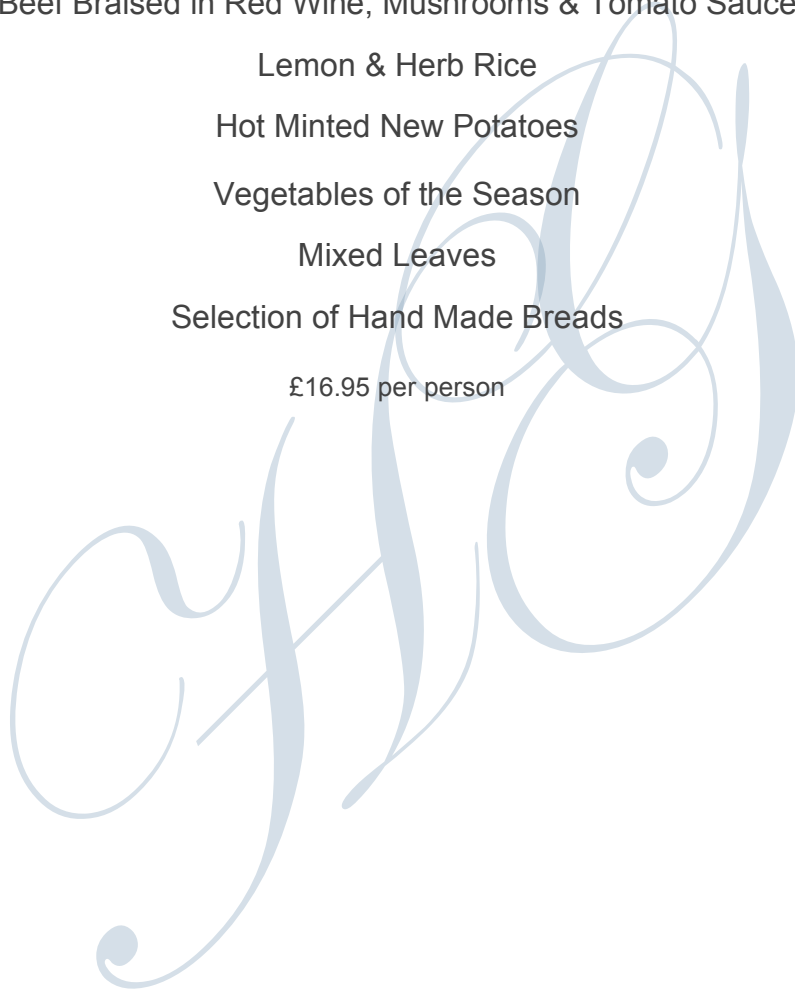 Beef Braised in Red Wine, Mushrooms & Tomato Sauce
Lemon & Herb Rice
Hot Minted New Potatoes
Vegetables of the Season
Mixed Leaves
Selection of Hand Made Breads
£16.95 per person